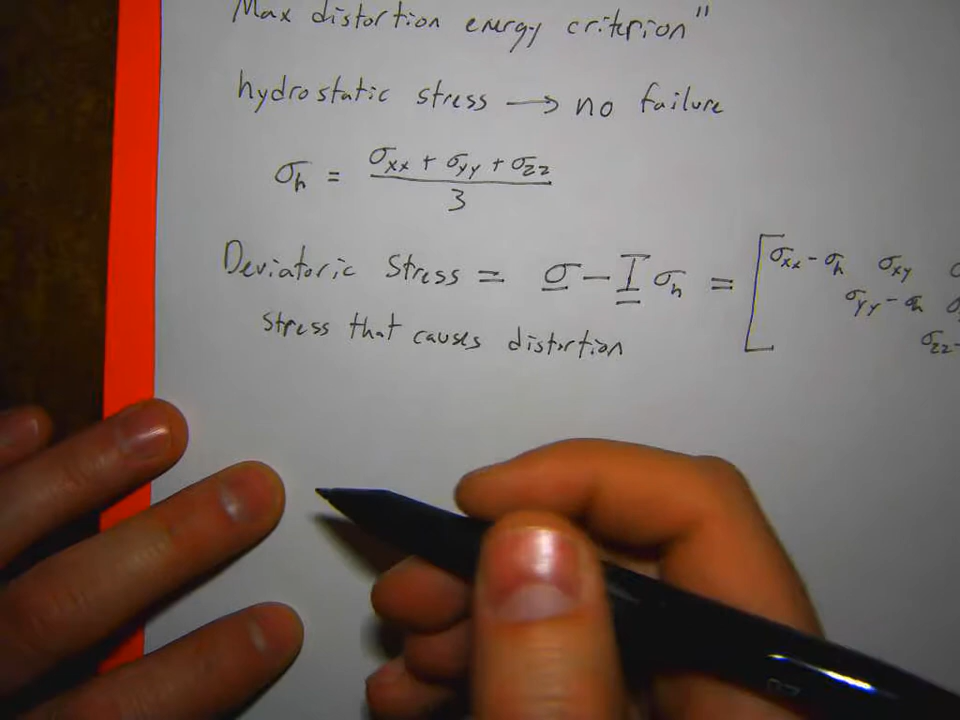 Max distortion energy criterion"
hydrostatic stress → no failure
σh = (σxx + σyy + σzz) / 3
Deviatoric Stress = σ - I σh = [σxx - σh σxy
σyy - σh
σzz -
stress that causes distortion